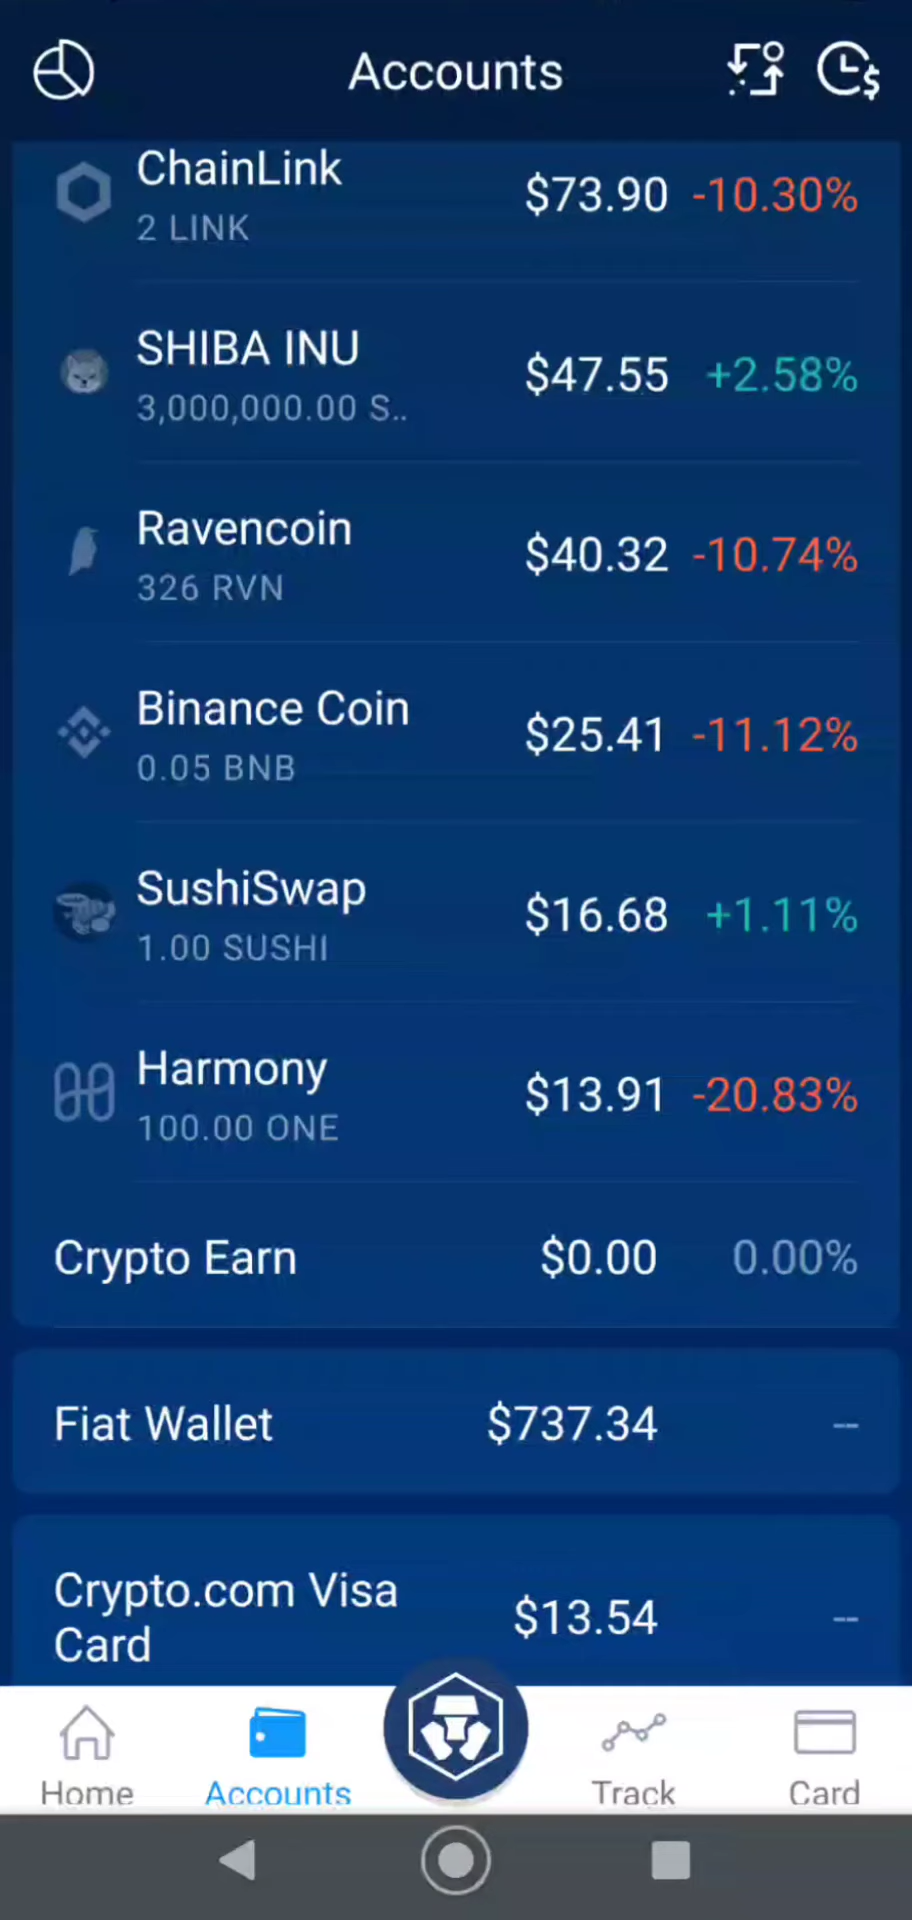 Accounts
ChainLink
$73.90 -10.30%
2 LINK
SHIBA INU
$47.55 +2.58%
3,000,000.00 S..
Ravencoin
$40.32 -10.74%
326 RVN
Binance Coin
$25.41 -11.12%
0.05 BNB
SushiSwap
$16.68 +1.11%
1.00 SUSHI
Harmony
$13.91 -20.83%
100.00 ONE
Crypto Earn $0.00 0.00%
Fiat Wallet $737.34 --
Crypto.com Visa
Card
$13.54 --
Home Accounts Track Card